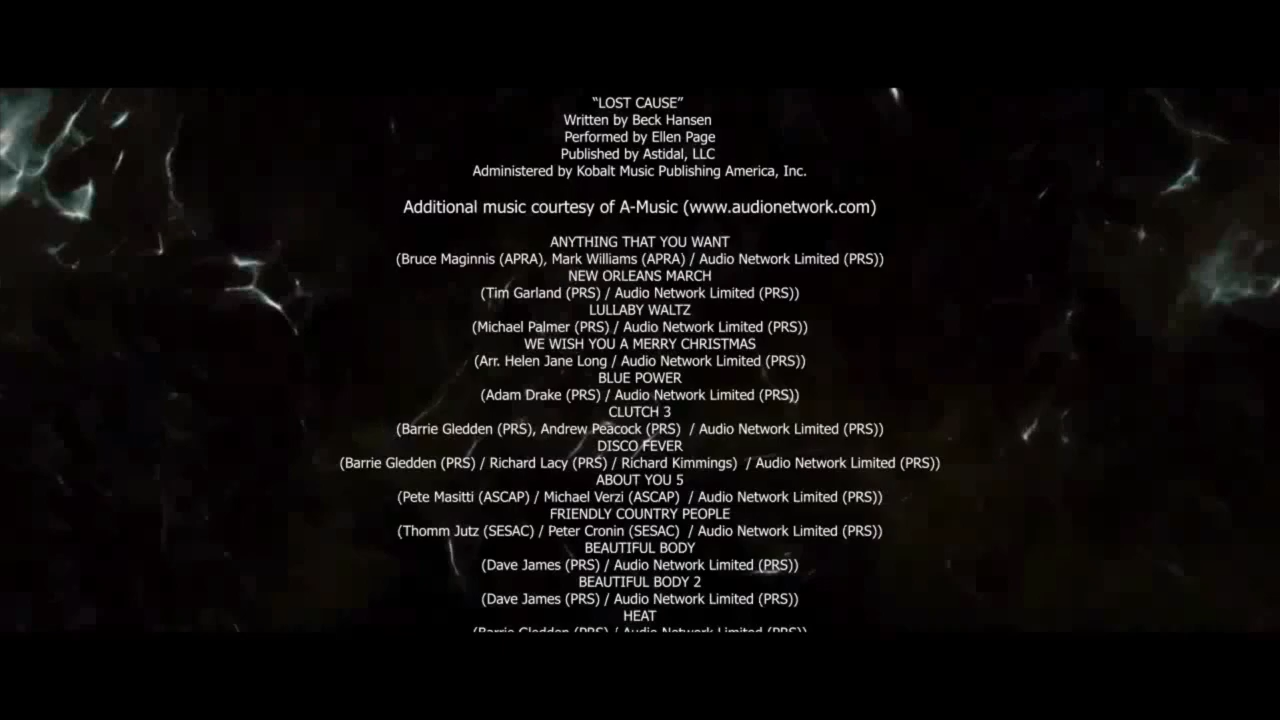 “LOST CAUSE”
Written by Beck Hansen
Performed by Ellen Page
Published by Astidal, LLC
Administered by Kobalt Music Publishing America, Inc.
Additional music courtesy of A-Music (www.audionetwork.com)
ANYTHING THAT YOU WANT
(Bruce Maginnis (APRA), Mark Williams (APRA) / Audio Network Limited (PRS))
NEW ORLEANS MARCH
(Tim Garland (PRS) / Audio Network Limited (PRS))
LULLABY WALTZ
(Michael Palmer (PRS) / Audio Network Limited (PRS))
WE WISH YOU A MERRY CHRISTMAS
(Arr. Helen Jane Long / Audio Network Limited (PRS))
BLUE POWER
(Adam Drake (PRS) / Audio Network Limited (PRS))
CLUTCH 3
(Barrie Gledden (PRS), Andrew Peacock (PRS)  / Audio Network Limited (PRS))
DISCO FEVER
(Barrie Gledden (PRS) / Richard Lacy (PRS) / Richard Kimmings)  / Audio Network Limited (PRS))
ABOUT YOU 5
(Pete Masitti (ASCAP) / Michael Verzi (ASCAP)  / Audio Network Limited (PRS))
FRIENDLY COUNTRY PEOPLE
(Thomm Jutz (SESAC) / Peter Cronin (SESAC)  / Audio Network Limited (PRS))
BEAUTIFUL BODY
(Dave James (PRS) / Audio Network Limited (PRS))
BEAUTIFUL BODY 2
(Dave James (PRS) / Audio Network Limited (PRS))
HEAT
(Barrie Gledden (PRS) / Audio Network Limited (PRS))